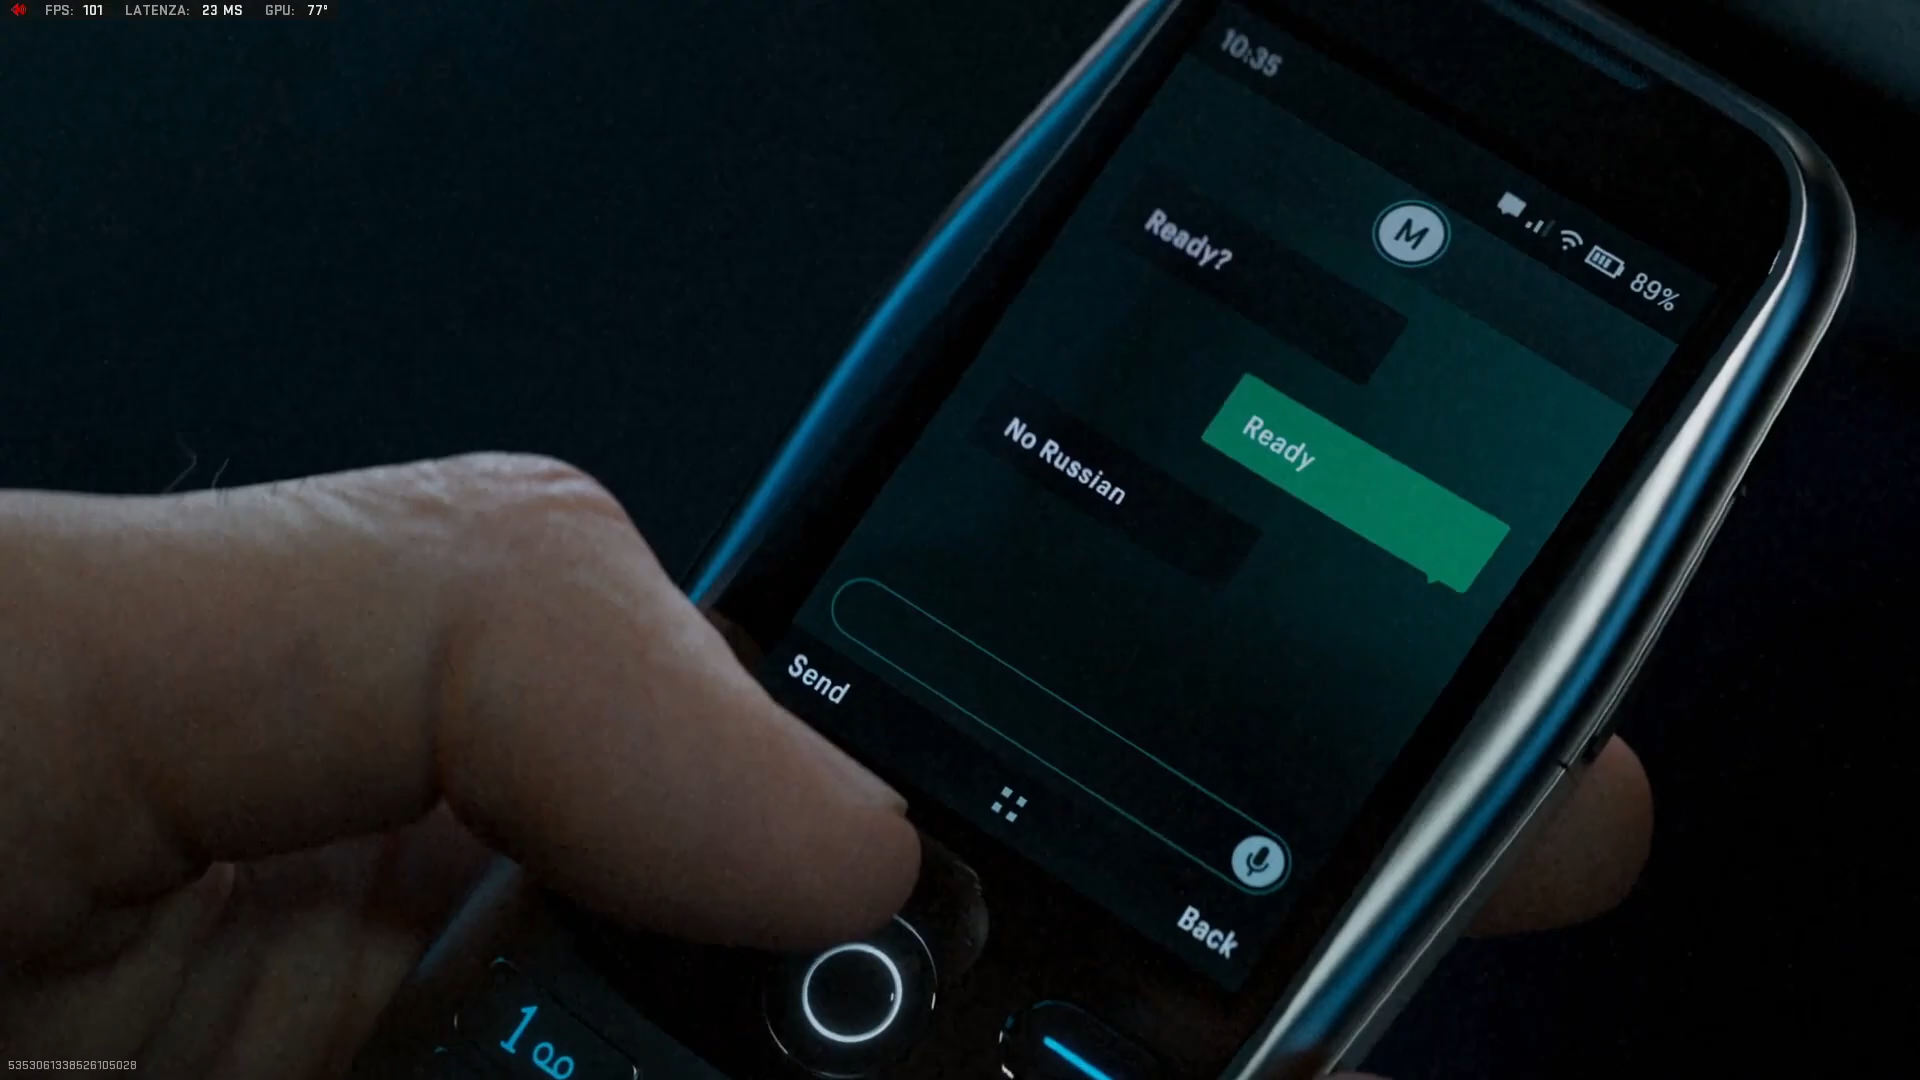 FPS: 101 LATENZA: 23 MS GPU: 77°
10:35
89%
M
Ready?
Ready
No Russian
Send
Back
1
5353061338526105028